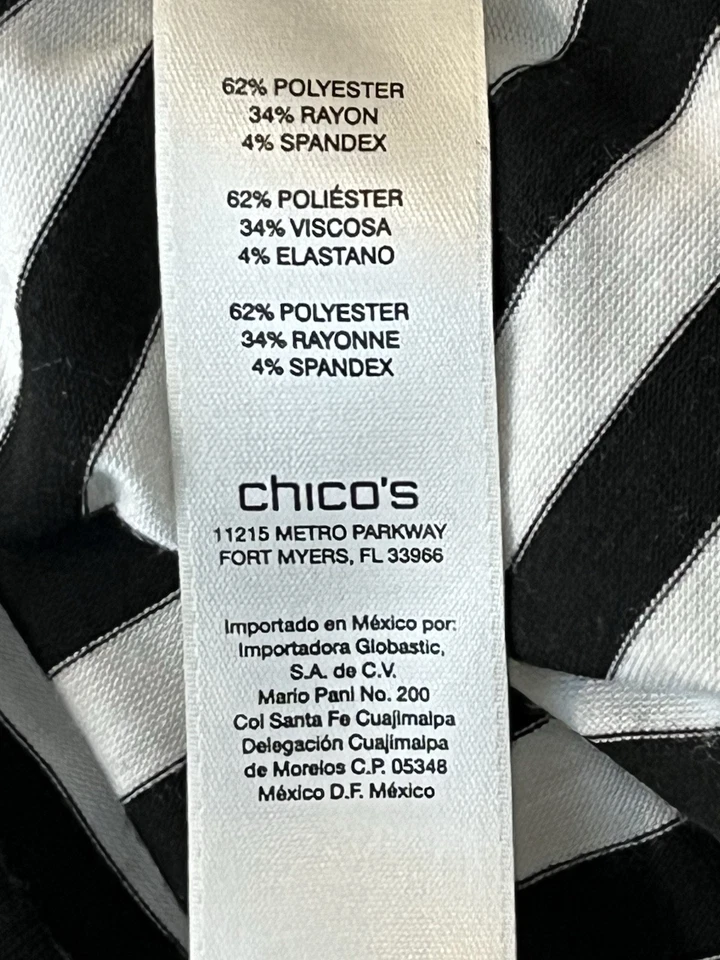 62% POLYESTER
34% RAYON
4% SPANDEX
62% POLIÉSTER
34% VISCOSA
4% ELASTANO
62% POLYESTER
34% RAYONNE
4% SPANDEX
chico's
11215 METRO PARKWAY
FORT MYERS, FL 33966
Importado en México por:
Importadora Globastic,
S.A. de C.V.
Mario Pani No. 200
Col Santa Fe Cuajimalpa
Delegación Cuajimalpa
de Morelos C.P. 05348
México D.F. México